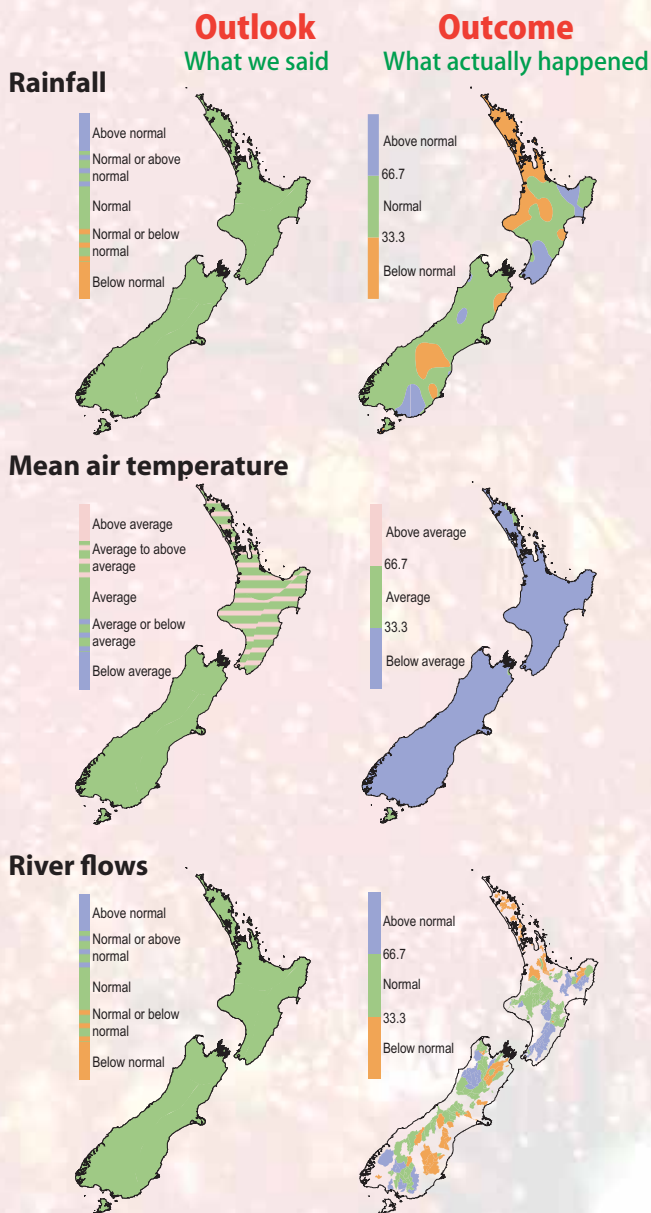 Outlook
What we said
Outcome
What actually happened
Rainfall
Above normal
Normal or above
normal
Normal
Normal or below
normal
Below normal
Above normal
66.7
Normal
33.3
Below normal
Mean air temperature
Above average
Average to above
average
Average
Average or below
average
Below average
Above average
66.7
Average
33.3
Below average
River flows
Above normal
Normal or above
normal
Normal
Normal or below
normal
Below normal
Above normal
66.7
Normal
33.3
Below normal